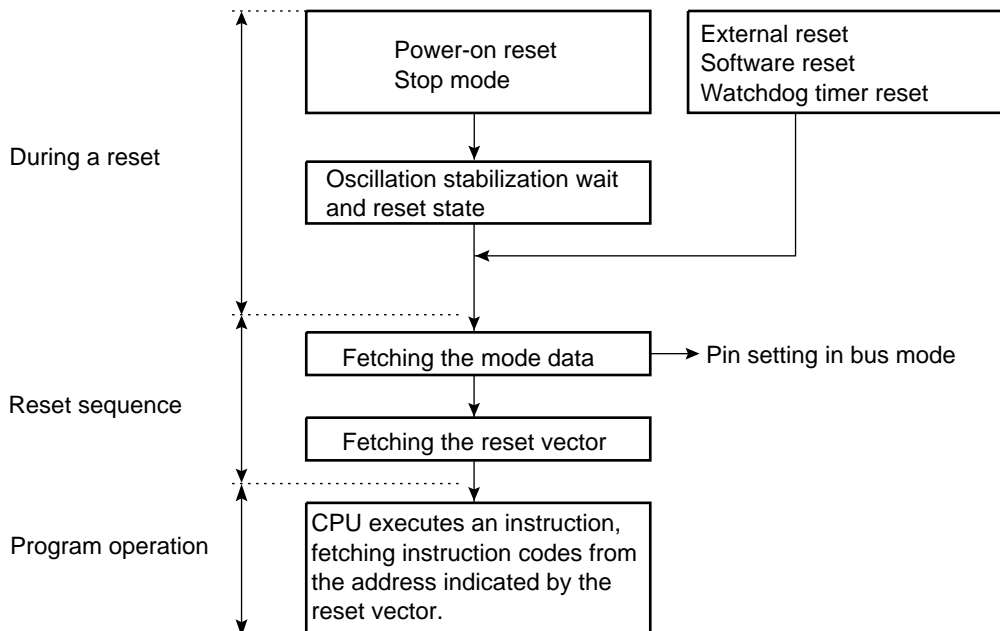 Power-on reset
Stop mode
External reset
Software reset
Watchdog timer reset
During a reset
Oscillation stabilization wait
and reset state
Fetching the mode data
Pin setting in bus mode
Reset sequence
Fetching the reset vector
Program operation
CPU executes an instruction,
fetching instruction codes from
the address indicated by the
reset vector.